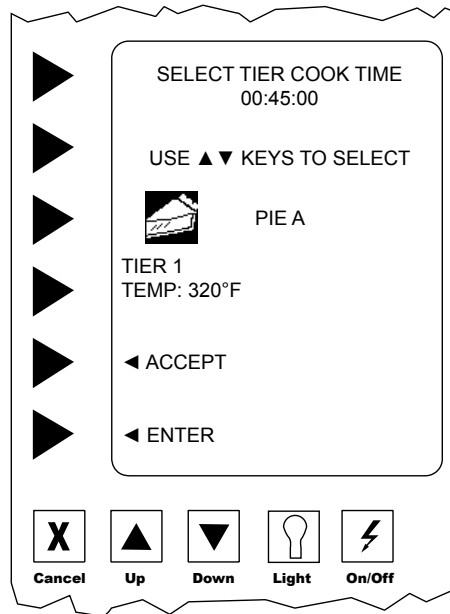 SELECT TIER COOK TIME
00:45:00
USE ▲▼ KEYS TO SELECT
PIE A
TIER 1
TEMP: 320°F
◄ ACCEPT
◄ ENTER
X
Cancel Up Down Light On/Off